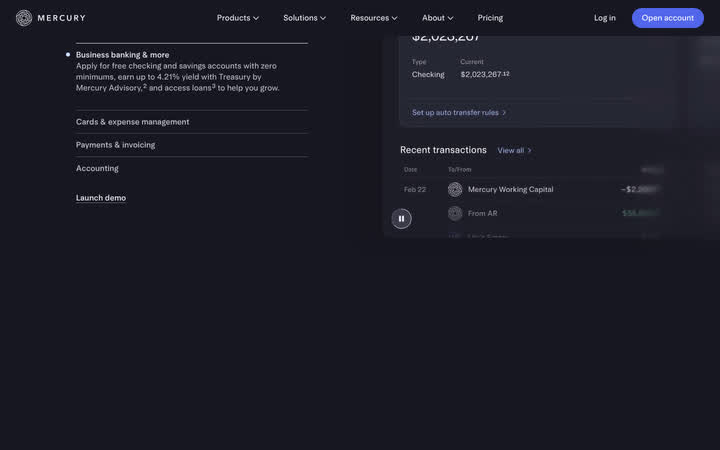 MERCURY
Products
Solutions
Resources
About
Pricing
Log in
Open account
Business banking & more
Apply for free checking and savings accounts with zero
minimums, earn up to 4.21% yield with Treasury by
Mercury Advisory,² and access loans³ to help you grow.
Cards & expense management
Payments & invoicing
Accounting
Launch demo
$2,023,267
Type
Current
Checking
$2,023,267.12
Set up auto transfer rules
Recent transactions
View all
Date
To/From
Feb 22
Mercury Working Capital
From AR